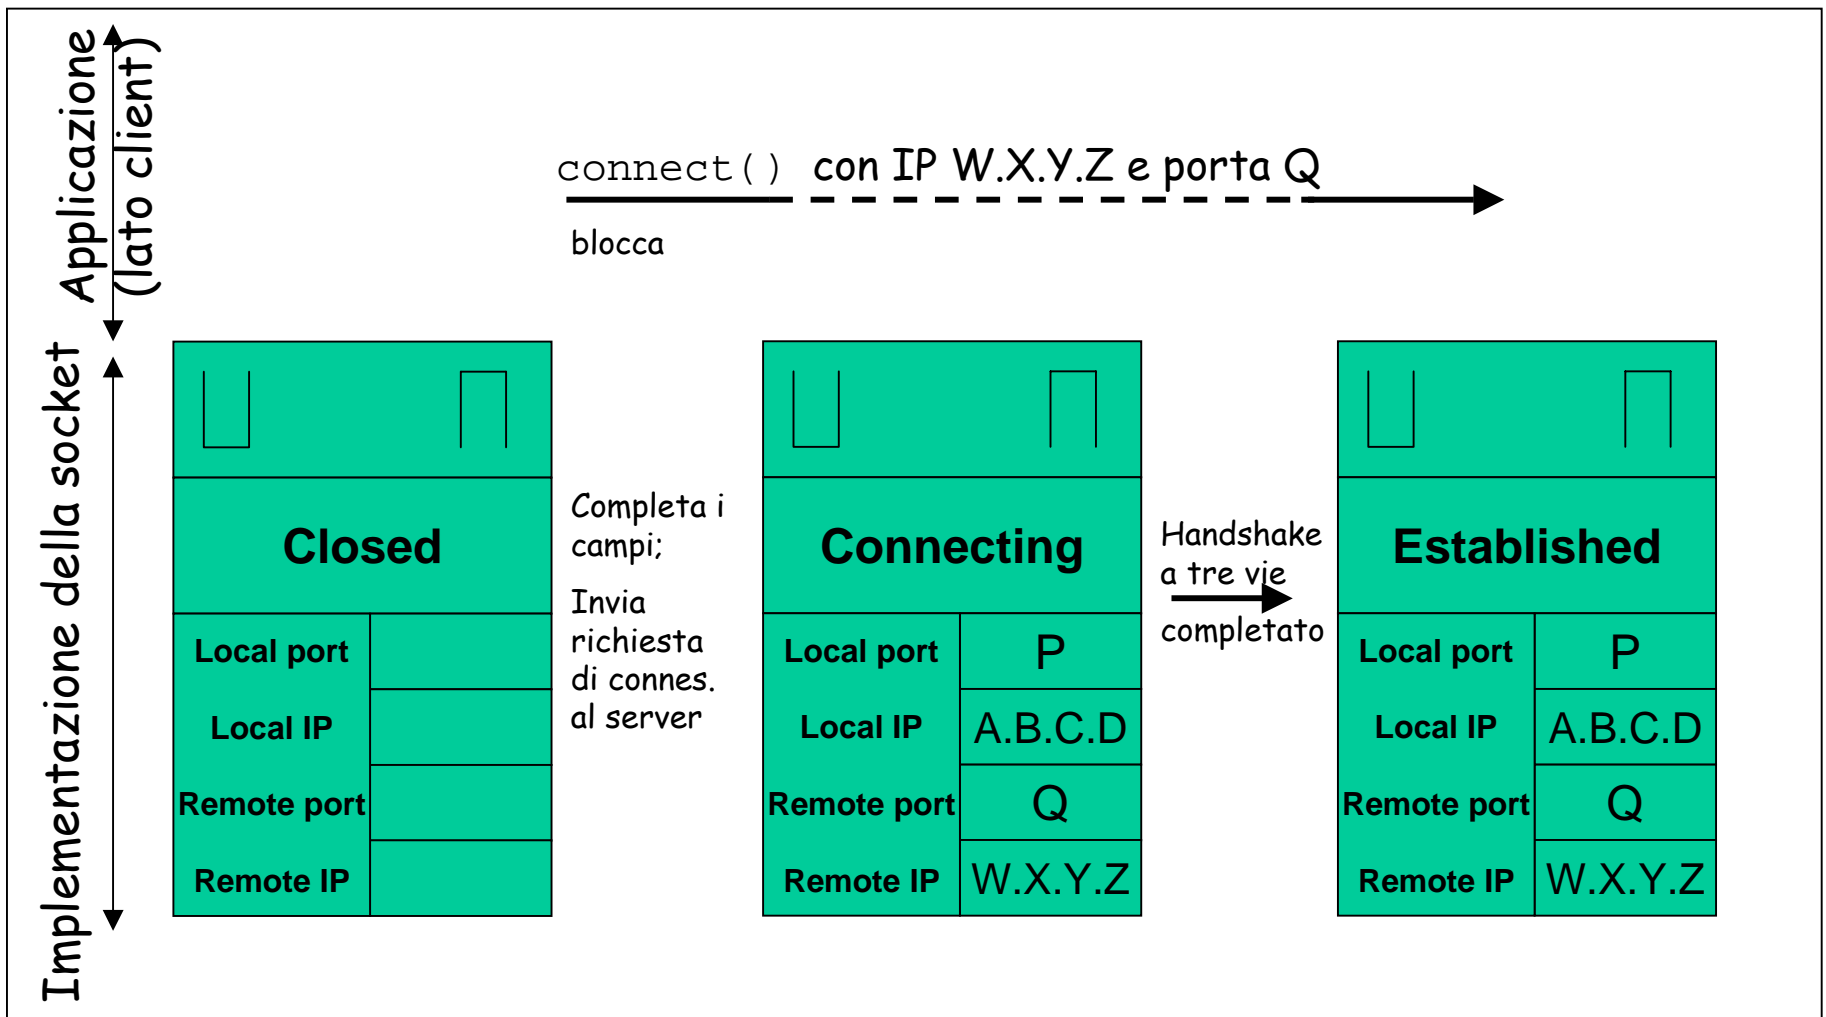 Applicazione
(lato client)
connect() con IP W.X.Y.Z e porta Q
blocca
Implementazione della socket
Closed
Local port
Local IP
Remote port
Remote IP
Completa i
campi;
Invia
richiesta
di connes.
al server
Connecting
Local port P
Local IP A.B.C.D
Remote port Q
Remote IP W.X.Y.Z
Handshake
a tre vie
completato
Established
Local port P
Local IP A.B.C.D
Remote port Q
Remote IP W.X.Y.Z